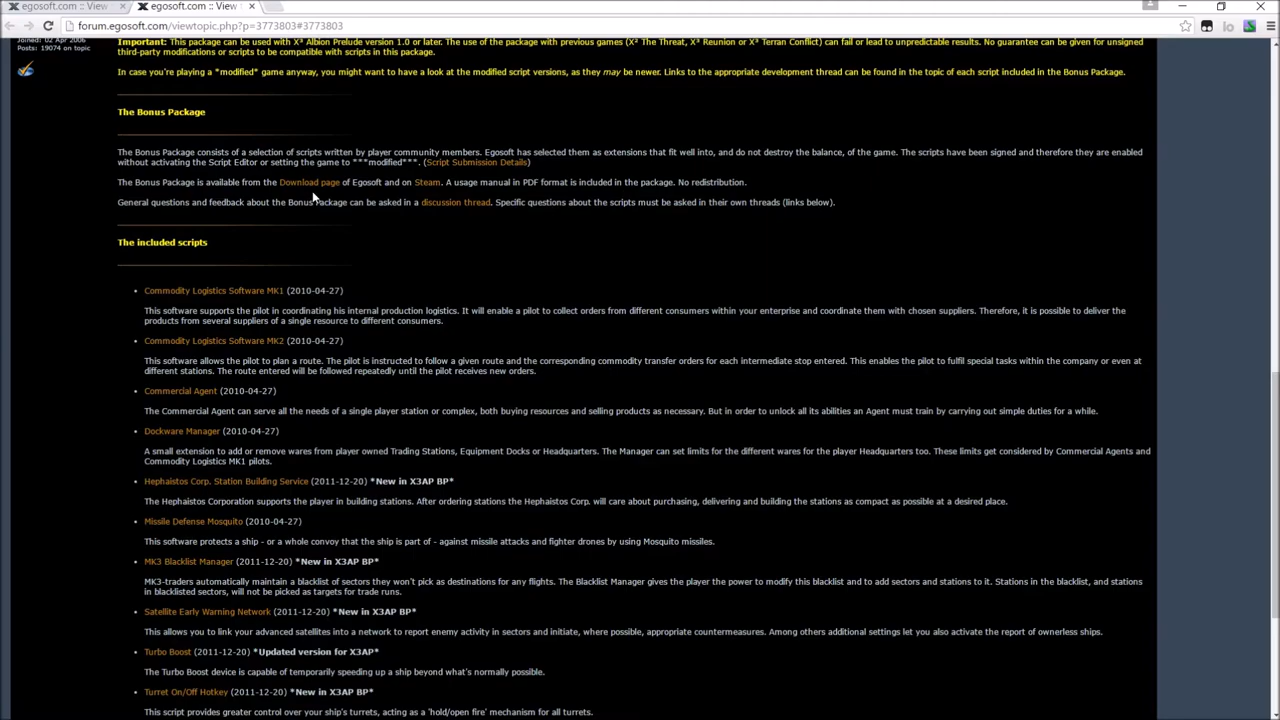 egosoft.com :: View
egosoft.com :: View
forum.egosoft.com/viewtopic.php?p=3773803#3773803
Joined: 02 Apr 2006
Posts: 19074 on topic
Important: This package can be used with X³ Albion Prelude version 1.0 or later. The use of the package with previous games (X² The Threat, X³ Reunion or X³ Terran Conflict) can fail or lead to unpredictable results. No guarantee can be given for unsigned
third-party modifications or scripts to be compatible with scripts in this package.
In case you're playing a *modified* game anyway, you might want to have a look at the modified script versions, as they may be newer. Links to the appropriate development thread can be found in the topic of each script included in the Bonus Package.
The Bonus Package
The Bonus Package consists of a selection of scripts written by player community members. Egosoft has selected them as extensions that fit well into, and do not destroy the balance, of the game. The scripts have been signed and therefore they are enabled
without activating the Script Editor or setting the game to ***modified***. (Script Submission Details)
The Bonus Package is available from the Download page of Egosoft and on Steam. A usage manual in PDF format is included in the package. No redistribution.
General questions and feedback about the Bonus Package can be asked in a discussion thread. Specific questions about the scripts must be asked in their own threads (links below).
The included scripts
• Commodity Logistics Software MK1 (2010-04-27)
This software supports the pilot in coordinating his internal production logistics. It will enable a pilot to collect orders from different consumers within your enterprise and coordinate them with chosen suppliers. Therefore, it is possible to deliver the
products from several suppliers of a single resource to different consumers.
• Commodity Logistics Software MK2 (2010-04-27)
This software allows the pilot to plan a route. The pilot is instructed to follow a given route and the corresponding commodity transfer orders for each intermediate stop entered. This enables the pilot to fulfil special tasks within the company or even at
different stations. The route entered will be followed repeatedly until the pilot receives new orders.
• Commercial Agent (2010-04-27)
The Commercial Agent can serve all the needs of a single player station or complex, both buying resources and selling products as necessary. But in order to unlock all its abilities an Agent must train by carrying out simple duties for a while.
• Dockware Manager (2010-04-27)
A small extension to add or remove wares from player owned Trading Stations, Equipment Docks or Headquarters. The Manager can set limits for the different wares for the player Headquarters too. These limits get considered by Commercial Agents and
Commodity Logistics MK1 pilots.
• Hephaistos Corp. Station Building Service (2011-12-20) *New in X3AP BP*
The Hephaistos Corporation supports the player in building stations. After ordering stations the Hephaistos Corp. will care about purchasing, delivering and building the stations as compact as possible at a desired place.
• Missile Defense Mosquito (2010-04-27)
This software protects a ship - or a whole convoy that the ship is part of - against missile attacks and fighter drones by using Mosquito missiles.
• MK3 Blacklist Manager (2011-12-20) *New in X3AP BP*
MK3-traders automatically maintain a blacklist of sectors they won't pick as destinations for any flights. The Blacklist Manager gives the player the power to modify this blacklist and to add sectors and stations to it. Stations in the blacklist, and stations
in blacklisted sectors, will not be picked as targets for trade runs.
• Satellite Early Warning Network (2011-12-20) *New in X3AP BP*
This allows you to link your advanced satellites into a network to report enemy activity in sectors and initiate, where possible, appropriate countermeasures. Among others additional settings let you also activate the report of ownerless ships.
• Turbo Boost (2011-12-20) *Updated version for X3AP*
The Turbo Boost device is capable of temporarily speeding up a ship beyond what's normally possible.
• Turret On/Off Hotkey (2011-12-20) *New in X3AP BP*
This script provides greater control over your ship's turrets, acting as a 'hold/open fire' mechanism for all turrets.